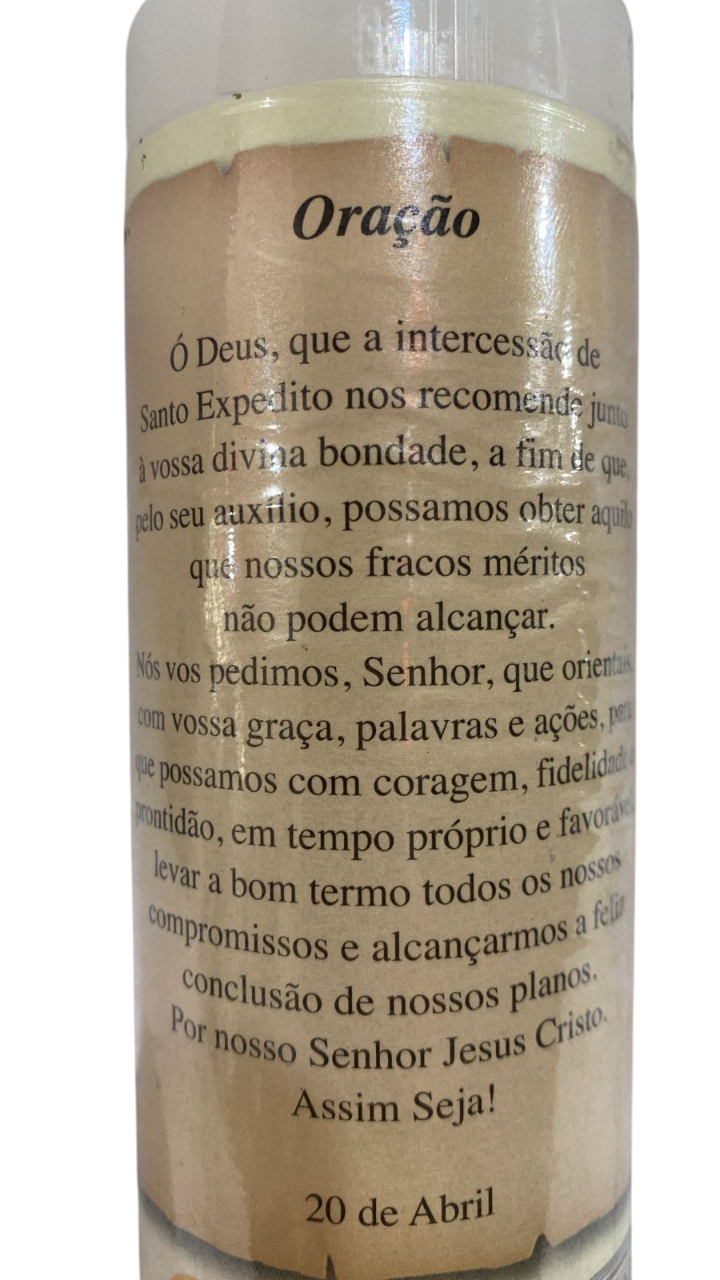 Oração
Ó Deus, que a intercessão de
Santo Expedito nos recomende junto
à vossa divina bondade, a fim de que,
pelo seu auxílio, possamos obter aquilo
que nossos fracos méritos
não podem alcançar.
Nós vos pedimos, Senhor, que orientais,
com vossa graça, palavras e ações, para
que possamos com coragem, fidelidade e
prontidão, em tempo próprio e favorável,
levar a bom termo todos os nossos
compromissos e alcançarmos a feliz
conclusão de nossos planos.
Por nosso Senhor Jesus Cristo.
Assim Seja!
20 de Abril